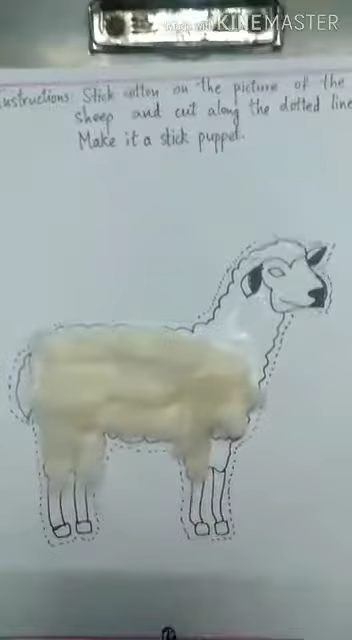 Made with KINEMASTER
Instructions: Stick cotton on the picture of the
sheep and cut along the dotted line
Make it a stick puppet.